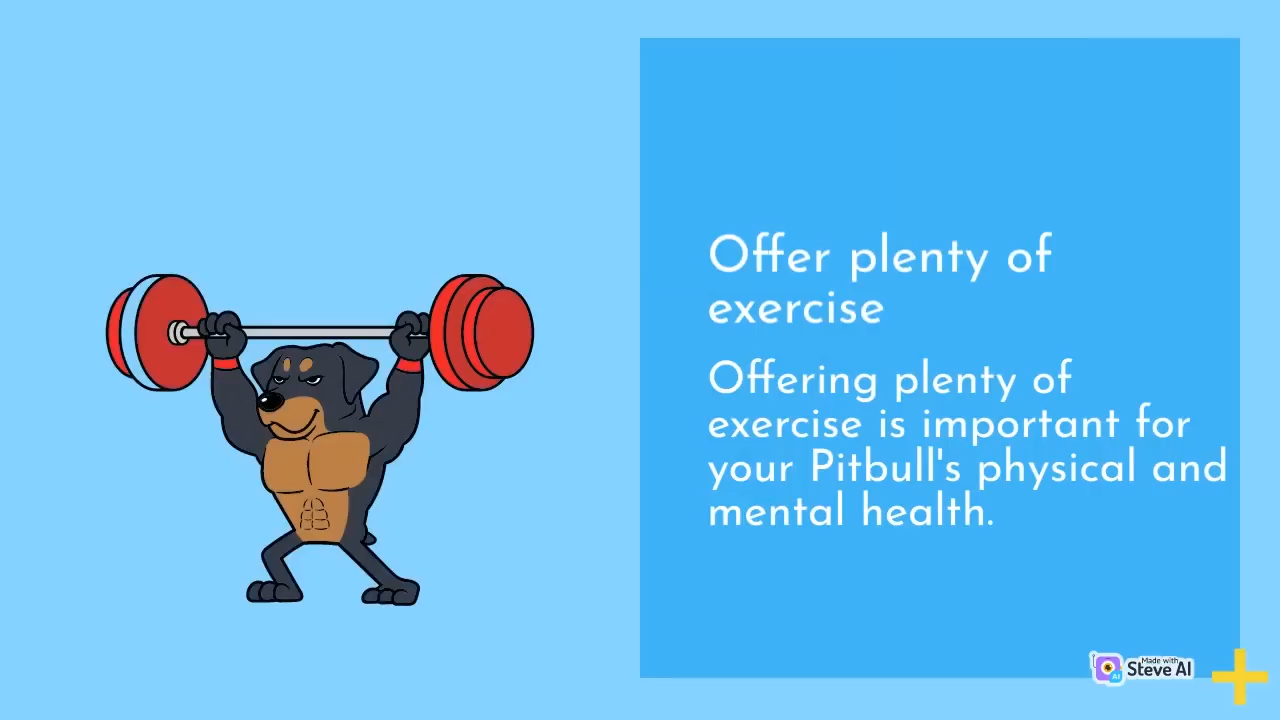 Offer plenty of
exercise
Offering plenty of
exercise is important for
your Pitbull's physical and
mental health.
Made with
Steve AI
AI